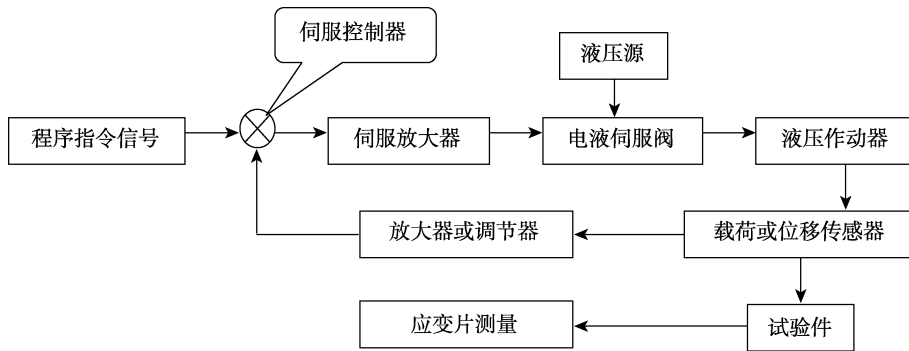 伺服控制器
液压源
程序指令信号
伺服放大器
电液伺服阀
液压作动器
放大器或调节器
载荷或位移传感器
应变片测量
试验件